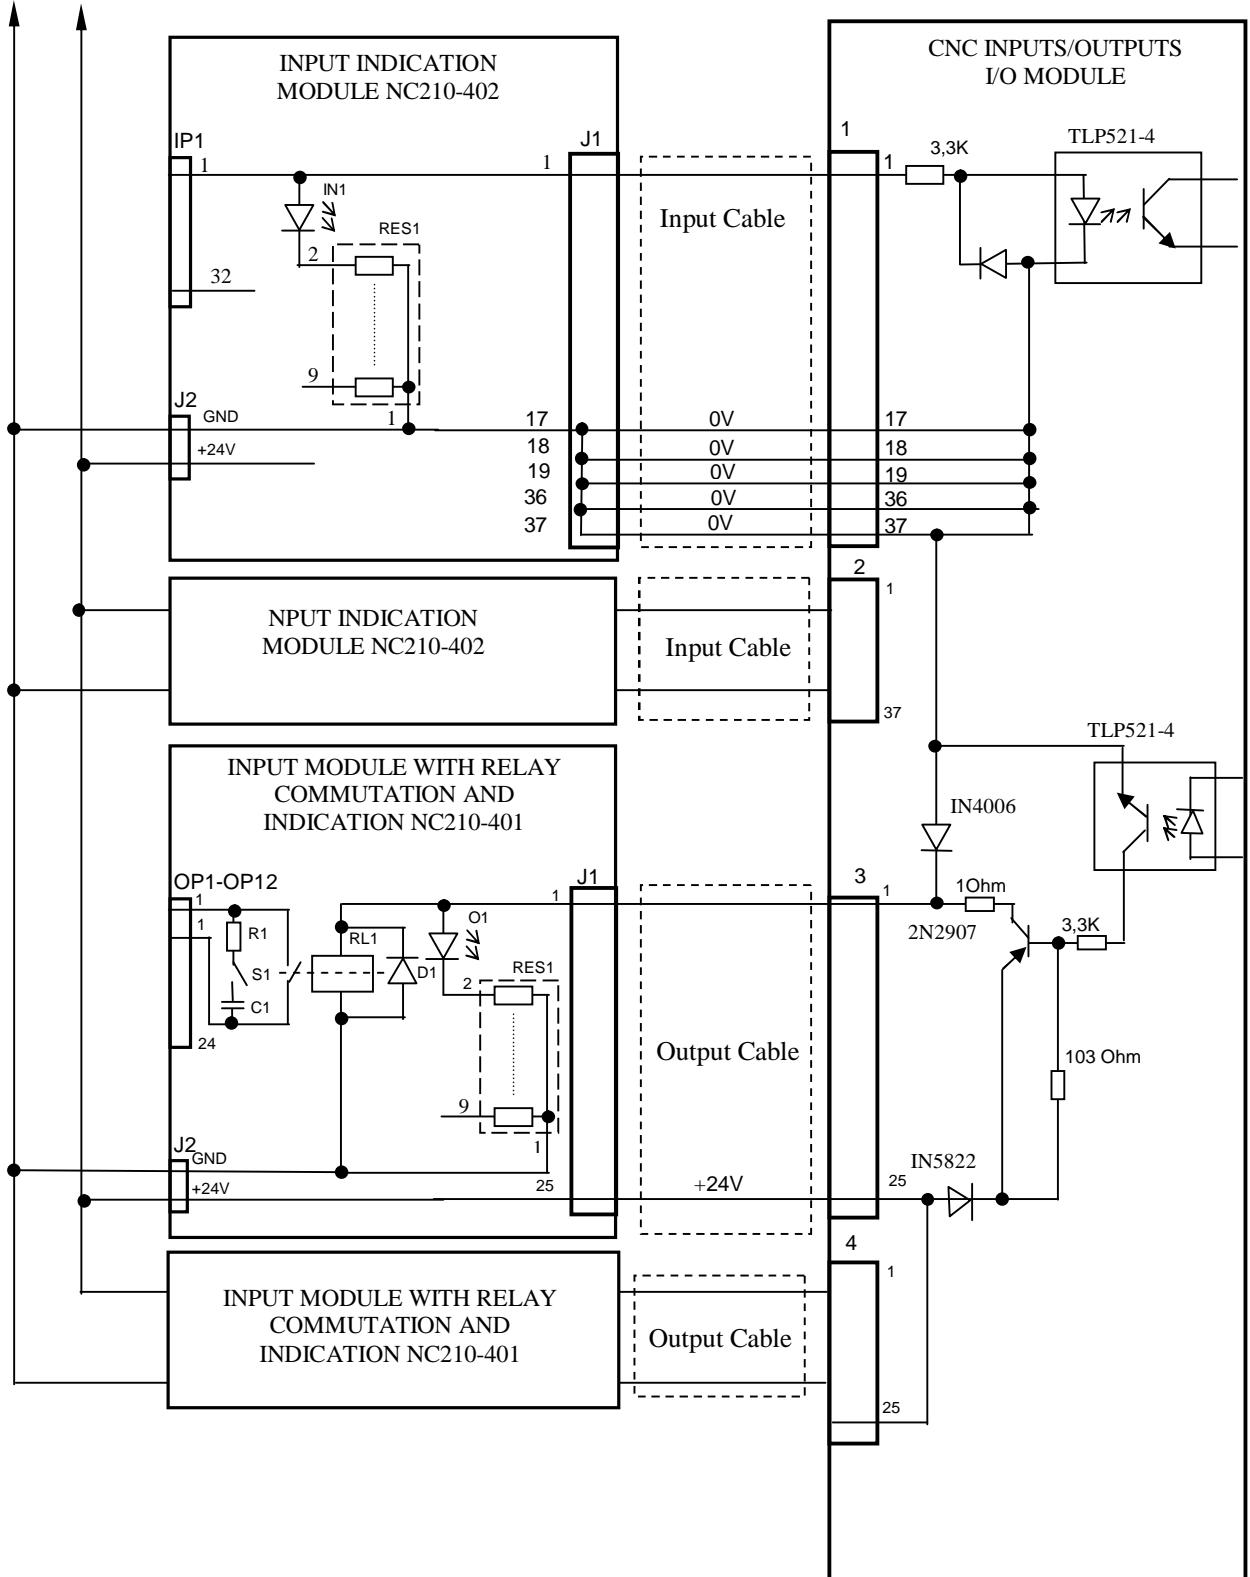 INPUT INDICATION
MODULE NC210-402
CNC INPUTS/OUTPUTS
I/O MODULE
IP1
1
J1
1
1
1
3,3K
TLP521-4
IN1
RES1
2
32
9
Input Cable
J2
GND
1
+24V
17
0V
17
18
0V
18
19
0V
19
36
0V
36
37
0V
37
NPUT INDICATION
MODULE NC210-402
Input Cable
2
1
37
TLP521-4
INPUT MODULE WITH RELAY
COMMUTATION AND
INDICATION NC210-401
IN4006
OP1-OP12
1
1
R1
S1
C1
24
RL1
D1
O1
RES1
2
9
1
1
J1
3
1
1Ohm
2N2907
3,3K
103 Ohm
Output Cable
J2
GND
+24V
25
+24V
25
IN5822
INPUT MODULE WITH RELAY
COMMUTATION AND
INDICATION NC210-401
Output Cable
4
1
25